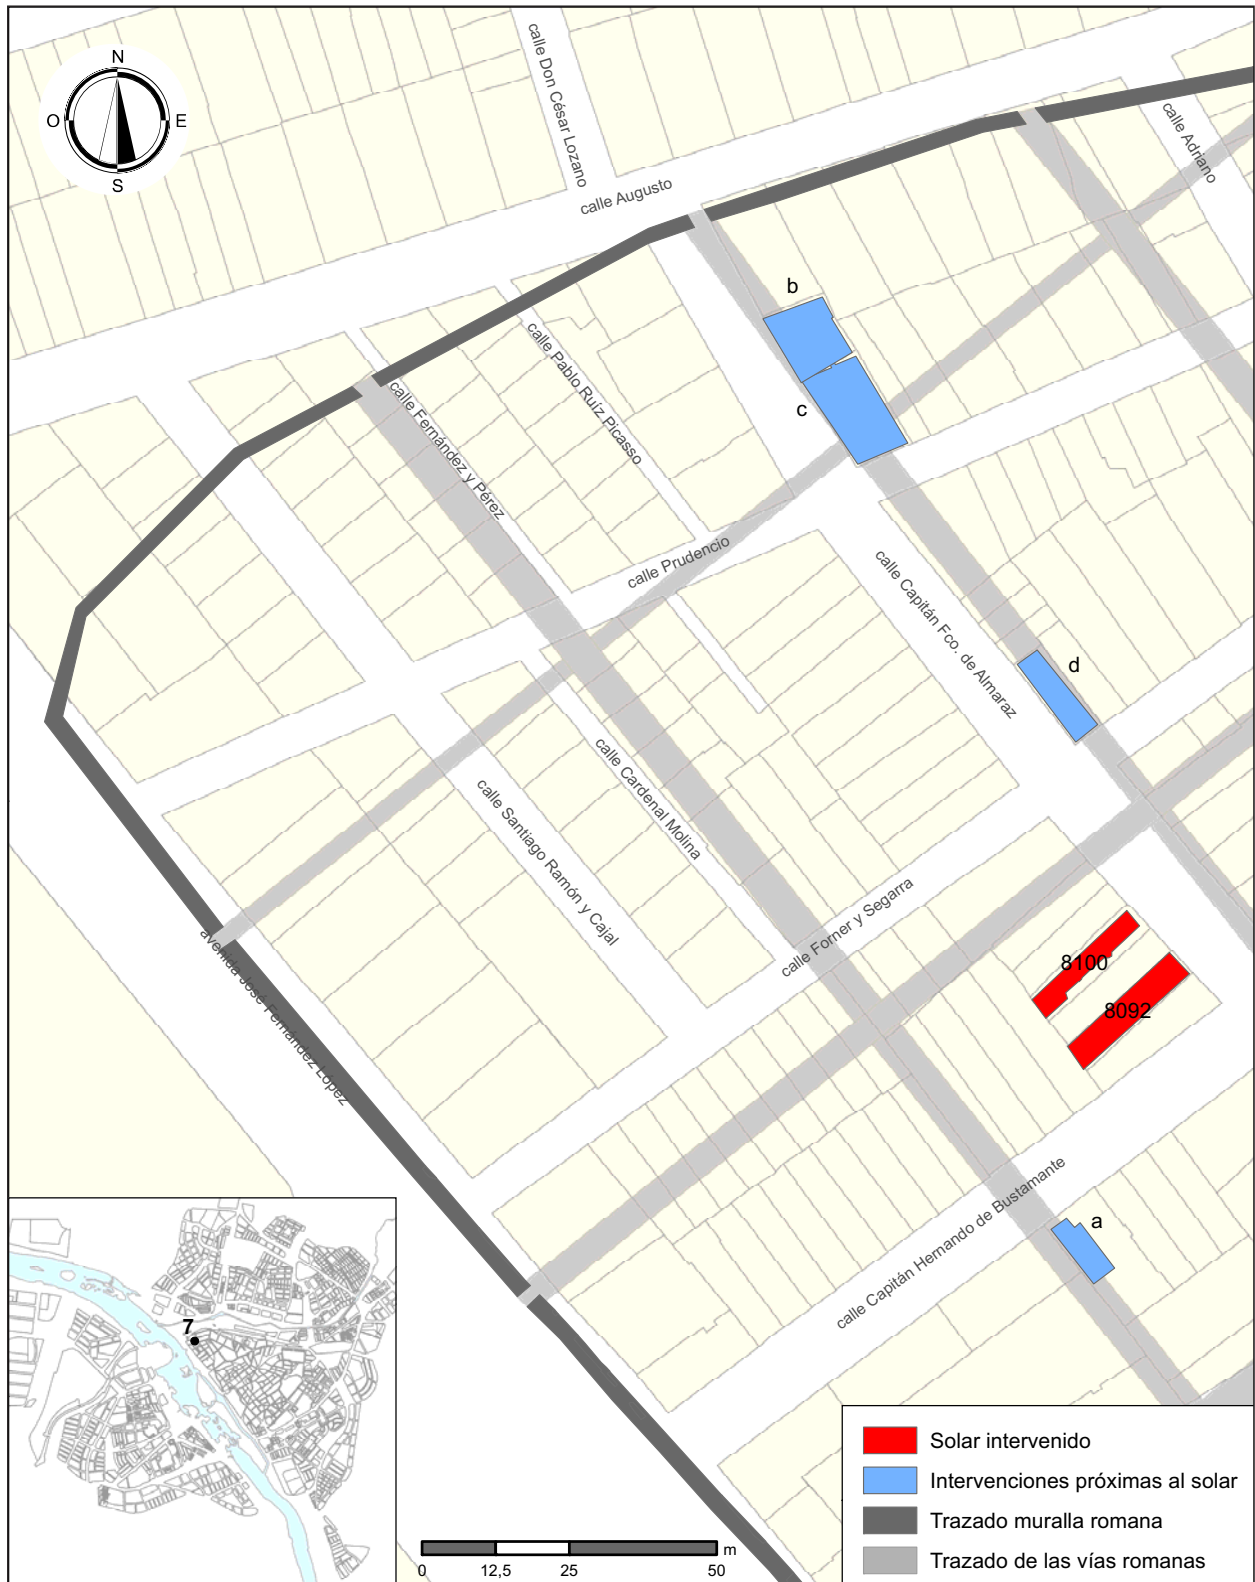 N
O
E
S
calle Don César Lozano
calle Augusto
calle Adriano
b
calle Pablo Ruíz Picasso
calle Fernández y Pérez
c
calle Prudencio
calle Capitán Fco. de Almaraz
d
calle Cardenal Molina
calle Santiago Ramón y Cajal
calle Forner y Segarra
avenida José Fernández López
8100
8092
calle Capitán Hernando de Bustamante
a
7
Solar intervenido
Intervenciones próximas al solar
Trazado muralla romana
Trazado de las vías romanas
m
0 12,5 25 50